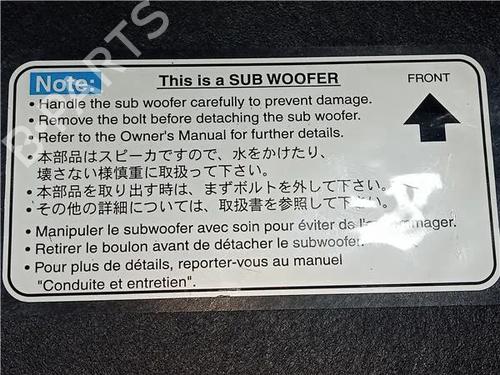 Note: This is a SUB WOOFER FRONT
• Handle the sub woofer carefully to prevent damage.
• Remove the bolt before detaching the sub woofer.
• Refer to the Owner's Manual for further details.
• 本部品はスピーカですので、水をかけたり、
壊さない様慎重に取扱って下さい。
• 本部品を取り出す時は、まずボルトを外して下さい。
• その他の詳細については、取扱書を参照して下さい。
• Manipuler le subwoofer avec soin pour éviter de
• Retirer le boulon avant de détacher le subwoofer.
• Pour plus de détails, reporter-vous au manuel
"Conduite et entretien".